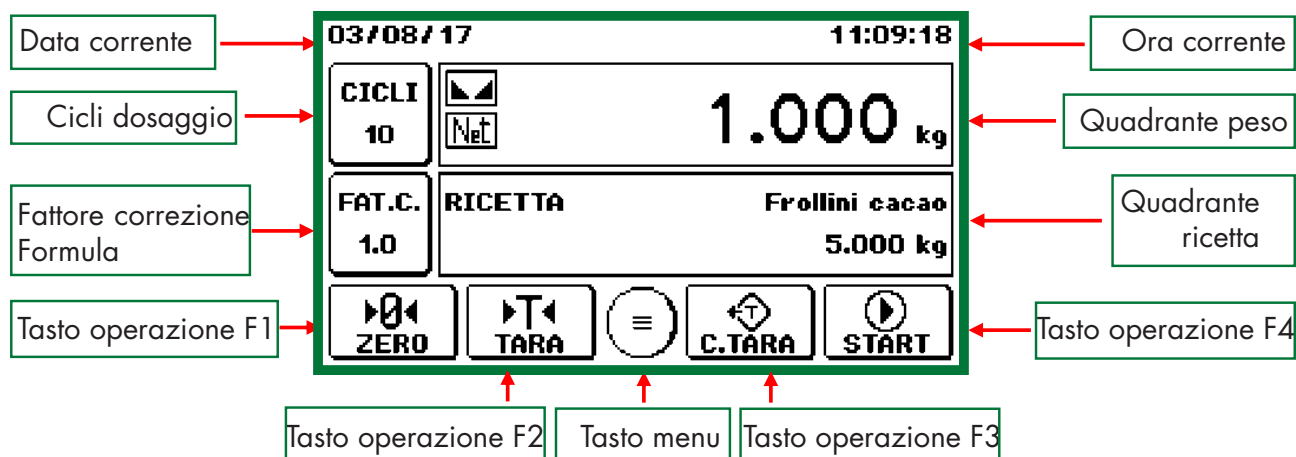 Data corrente
03/08/17
11:09:18
Ora corrente
Cicli dosaggio
CICLI
10
Net
1.000 kg
Quadrante peso
Fattore correzione
Formula
FAT.C.
1.0
RICETTA
Frollini cacao
5.000 kg
Quadrante
ricetta
Tasto operazione F1
0
ZERO
T
TARA
T
C.TARA
START
Tasto operazione F4
Tasto operazione F2
Tasto menu
Tasto operazione F3